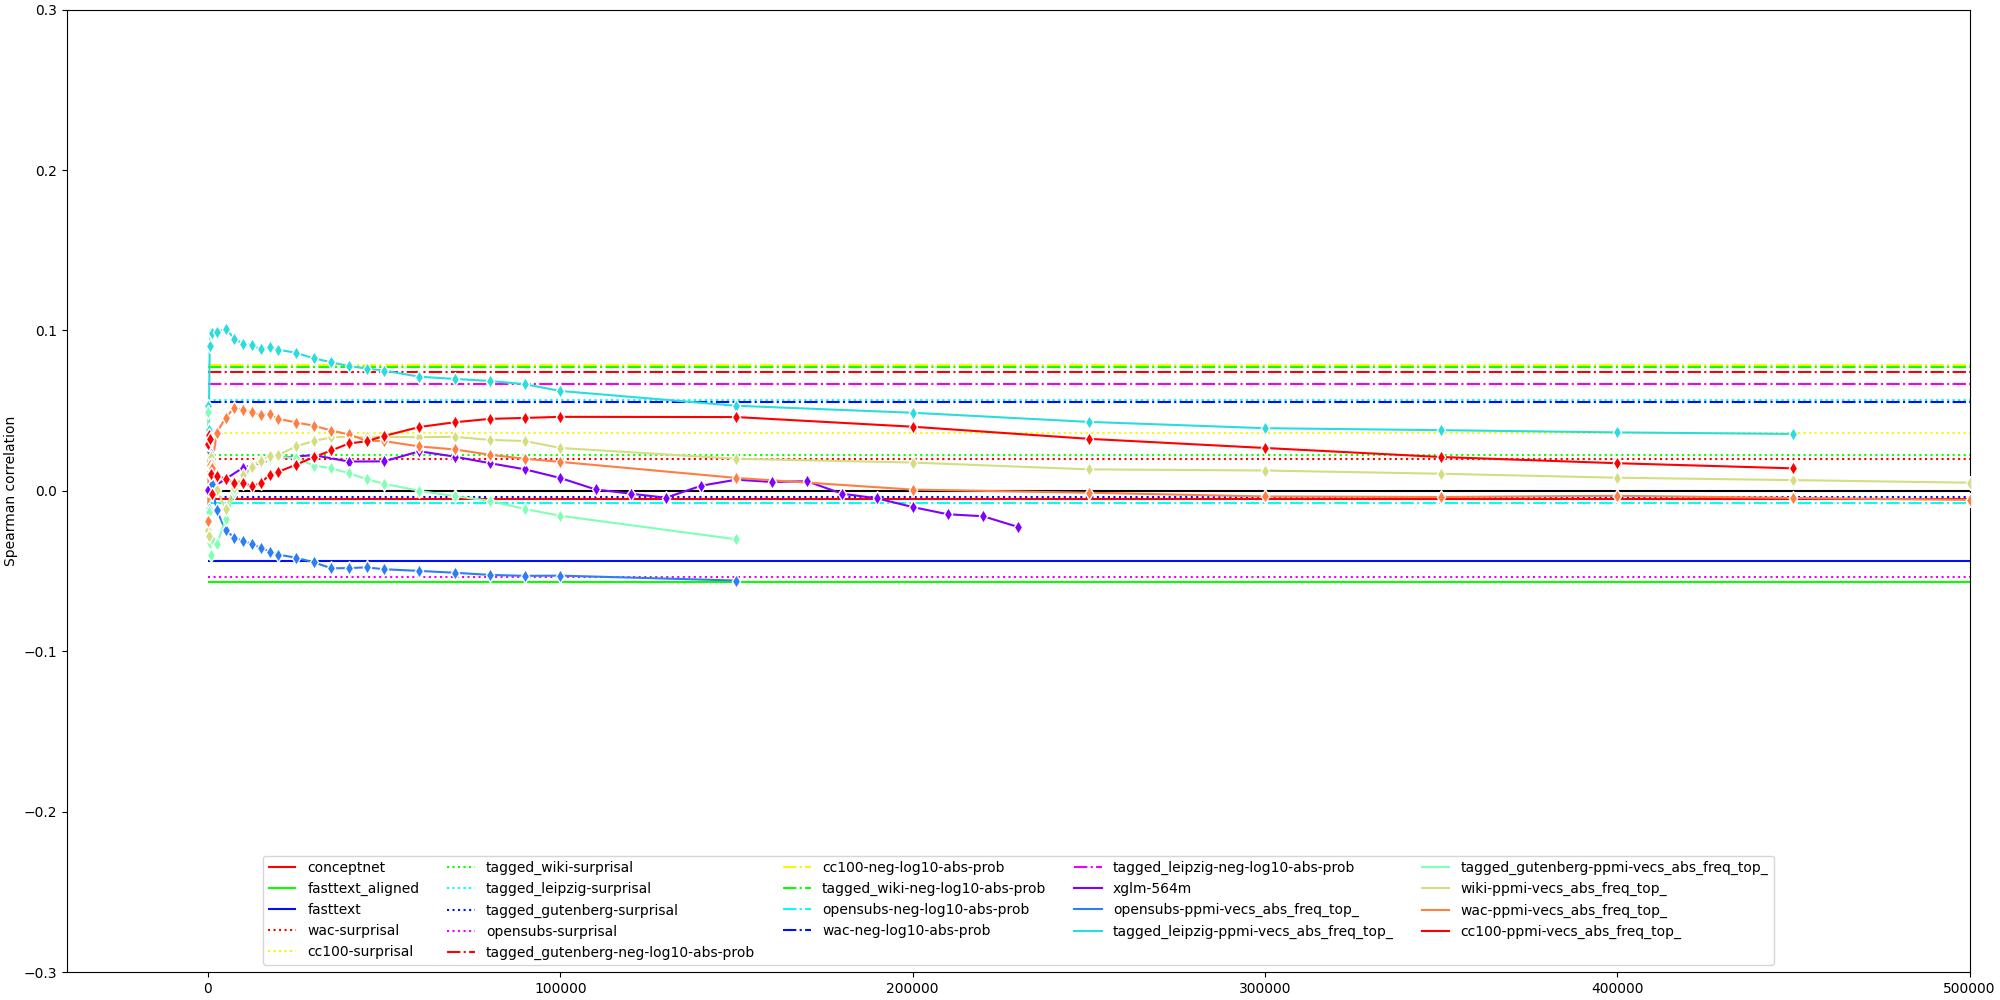 0.3
0.2
0.1
0.0
−0.1
−0.2
−0.3
Spearman correlation
conceptnet
fasttext_aligned
fasttext
wac-surprisal
cc100-surprisal
tagged_wiki-surprisal
tagged_leipzig-surprisal
tagged_gutenberg-surprisal
opensubs-surprisal
tagged_gutenberg-neg-log10-abs-prob
cc100-neg-log10-abs-prob
tagged_wiki-neg-log10-abs-prob
opensubs-neg-log10-abs-prob
wac-neg-log10-abs-prob
tagged_leipzig-neg-log10-abs-prob
xglm-564m
opensubs-ppmi-vecs_abs_freq_top_
tagged_leipzig-ppmi-vecs_abs_freq_top_
tagged_gutenberg-ppmi-vecs_abs_freq_top_
wiki-ppmi-vecs_abs_freq_top_
wac-ppmi-vecs_abs_freq_top_
cc100-ppmi-vecs_abs_freq_top_
0 100000 200000 300000 400000 500000